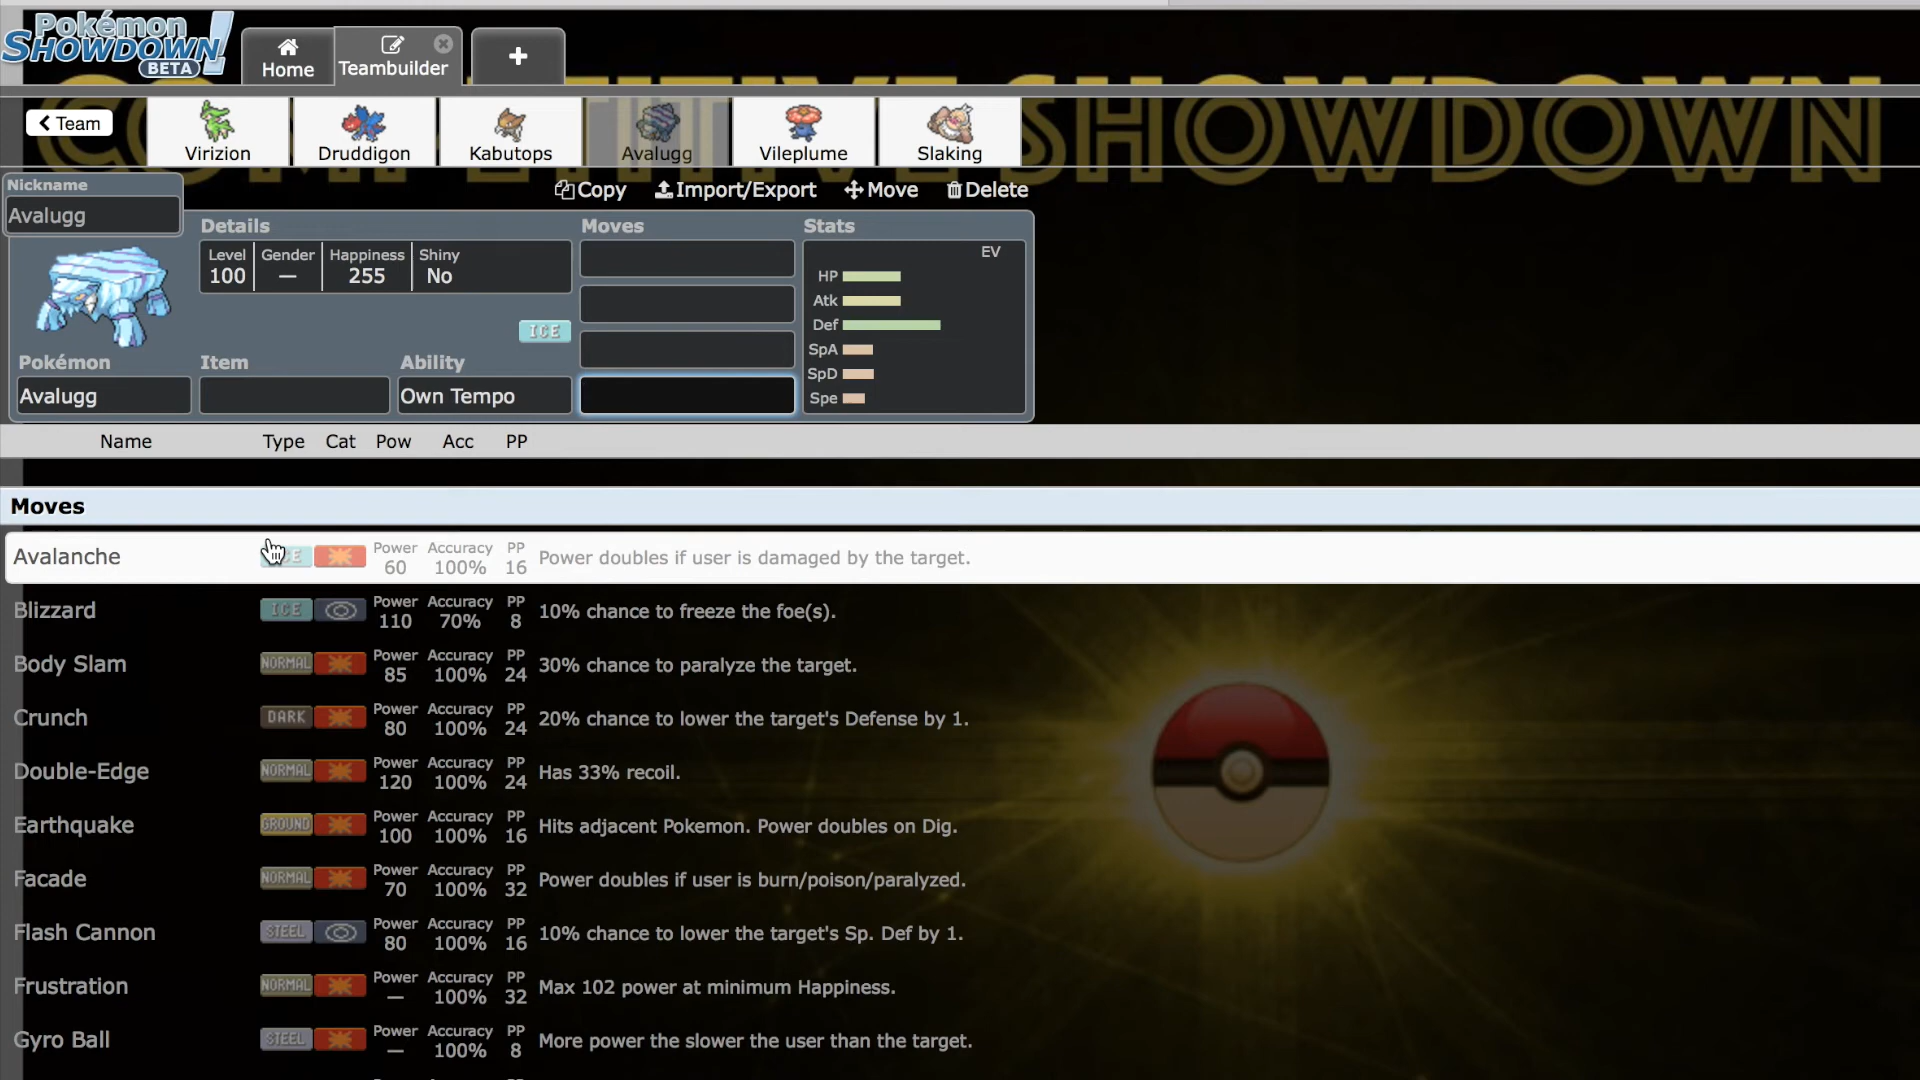 Pokémon
SHOWDOWN!
BETA
Home
Teambuilder
+
COMPETITIVE SHOWDOWN
Team
Virizion
Druddigon
Kabutops
Avalugg
Vileplume
Slaking
Copy
Import/Export
Move
Delete
Nickname
Avalugg
Details
Level
100
Gender
—
Happiness
255
Shiny
No
ICE
Pokémon
Avalugg
Item
Ability
Own Tempo
Moves
Stats
EV
HP
Atk
Def
SpA
SpD
Spe
Name Type Cat Pow Acc PP
Moves
Avalanche Power 60 Accuracy 100% PP 16 Power doubles if user is damaged by the target.
Blizzard ICE Power 110 Accuracy 70% PP 8 10% chance to freeze the foe(s).
Body Slam NORMAL Power 85 Accuracy 100% PP 24 30% chance to paralyze the target.
Crunch DARK Power 80 Accuracy 100% PP 24 20% chance to lower the target's Defense by 1.
Double-Edge NORMAL Power 120 Accuracy 100% PP 24 Has 33% recoil.
Earthquake GROUND Power 100 Accuracy 100% PP 16 Hits adjacent Pokemon. Power doubles on Dig.
Facade NORMAL Power 70 Accuracy 100% PP 32 Power doubles if user is burn/poison/paralyzed.
Flash Cannon STEEL Power 80 Accuracy 100% PP 16 10% chance to lower the target's Sp. Def by 1.
Frustration NORMAL Power — Accuracy 100% PP 32 Max 102 power at minimum Happiness.
Gyro Ball STEEL Power — Accuracy 100% PP 8 More power the slower the user than the target.